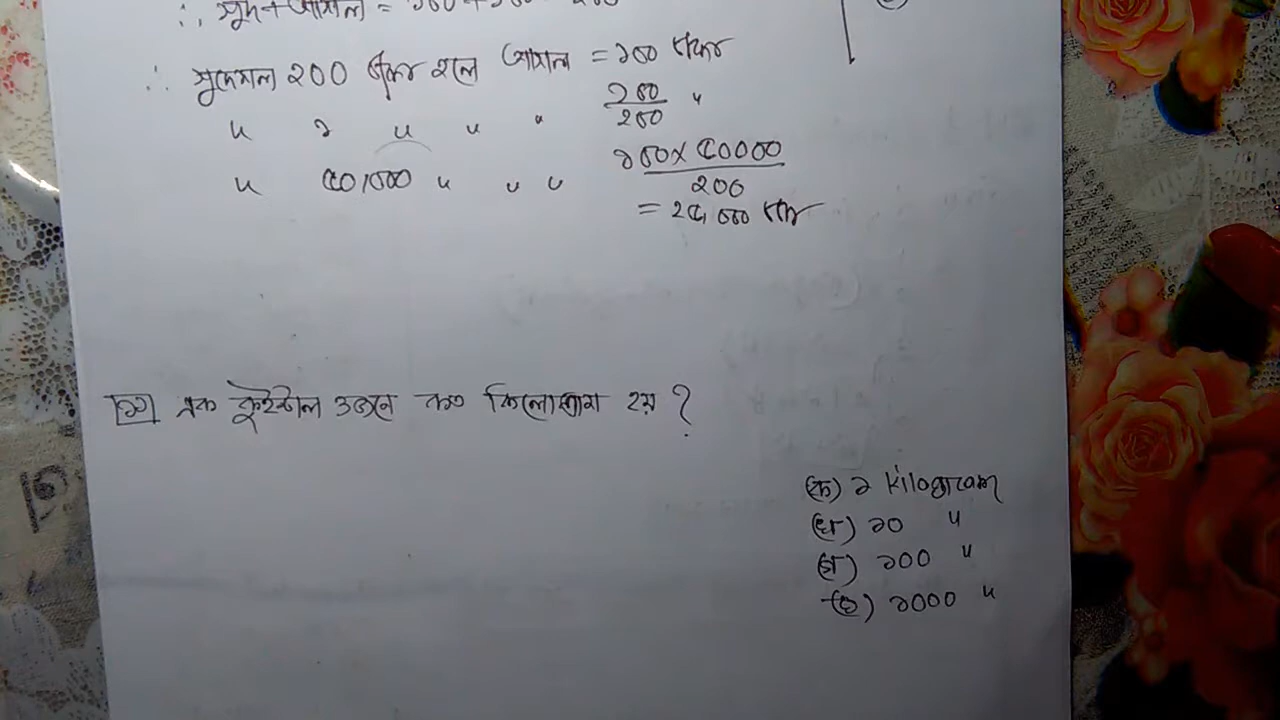 ∴ সুদ+আসল =
∴ সুদেআসল ২০০ টাকা হলে আসল = ১০০ টাকা
" ১ " " " ১০০/২০০ "
" ৫০,০০০ " " " ১০০×৫০০০০/২০০
= ২৫,০০০ টাকা
এক কুইন্টাল ওজনে কত কিলোগ্রাম হয় ?
(ক) ১ kilogram
(খ) ১০ "
(গ) ১০০ "
(ঘ) ১০০০ "